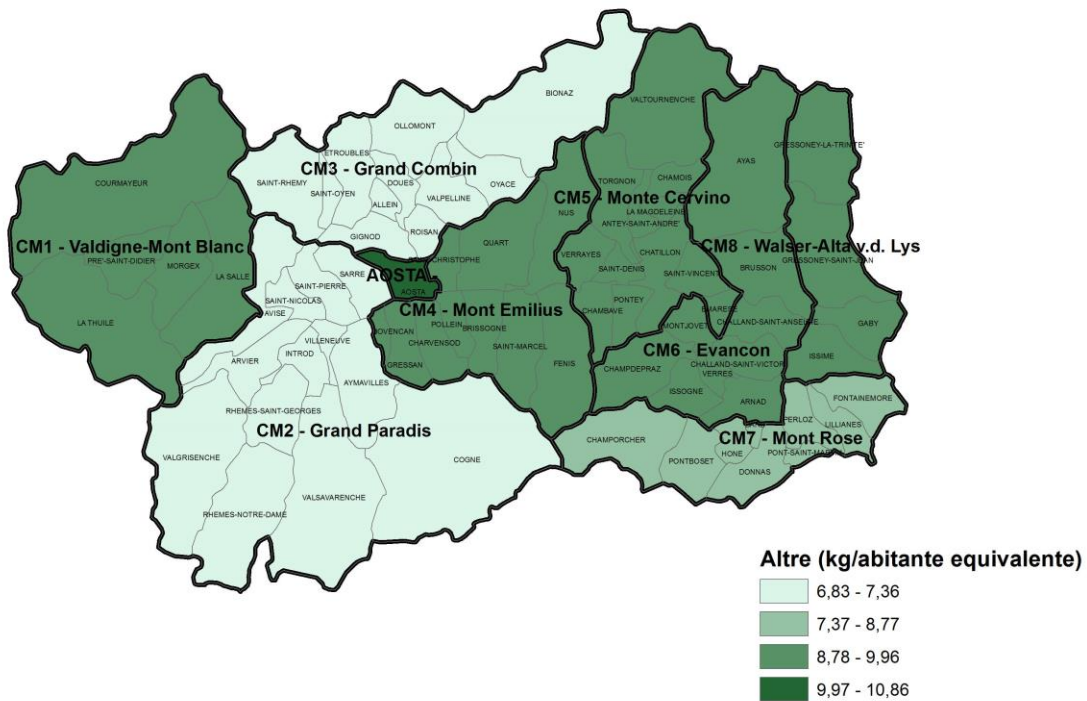 BIONAZ
VALTOURNENCHE
OLLOMONT
GRESSONEY-LA-TRINITE'
ETROUBLES
AYAS
CM3 - Grand Combin
SAINT-RHEMY
SAINT-OYEN
DOUES
OYACE
TORGNON
CHAMOIS
COURMAYEUR
ALLEIN
VALPELLINE
CM5 - Monte Cervino
LA MAGDELEINE
NUS
ANTEY-SAINT-ANDRE'
GIGNOD
ROISAN
QUART
CM1 - Valdigne-Mont Blanc
CM8 - Walser-Alta v.d. Lys
PRE'-SAINT-DIDIER
MORGEX
LA SALLE
CHRISTOPHE
VERRAYES
CHATILLON
BRUSSON
GRESSONEY-SAINT-JEAN
SARRE
AOSTA -
SAINT-DENIS
SAINT-VINCENT
SAINT-PIERRE
AOSTA
SAINT-NICOLAS
PONTEY
CM4 - Mont Emilius
AVISE
CHAMBAVE
EMARESE
LA THUILE
JOVENCAN
POLLEIN
BRISSOGNE
MONTJOVET
CHALLAND-SAINT-ANSELME
GABY
VILLENEUVE
CHARVENSOD
SAINT-MARCEL
CM6 - Evancon
ARVIER
INTROD
GRESSAN
FENIS
CHALLAND-SAINT-VICTOR
ISSIME
AYMAVILLES
CHAMPDEPRAZ
VERRES
ISSOGNE
RHEMES-SAINT-GEORGES
ARNAD
FONTAINEMORE
CM2 - Grand Paradis
PERLOZ
LILLIANES
CHAMPORCHER
CM7 - Mont Rose
VALGRISENCHE
COGNE
PONTBOSET
HONE
PONT-SAINT-MARTIN
DONNAS
VALSAVARENCHE
RHEMES-NOTRE-DAME
Altre (kg/abitante equivalente)
6,83 - 7,36
7,37 - 8,77
8,78 - 9,96
9,97 - 10,86